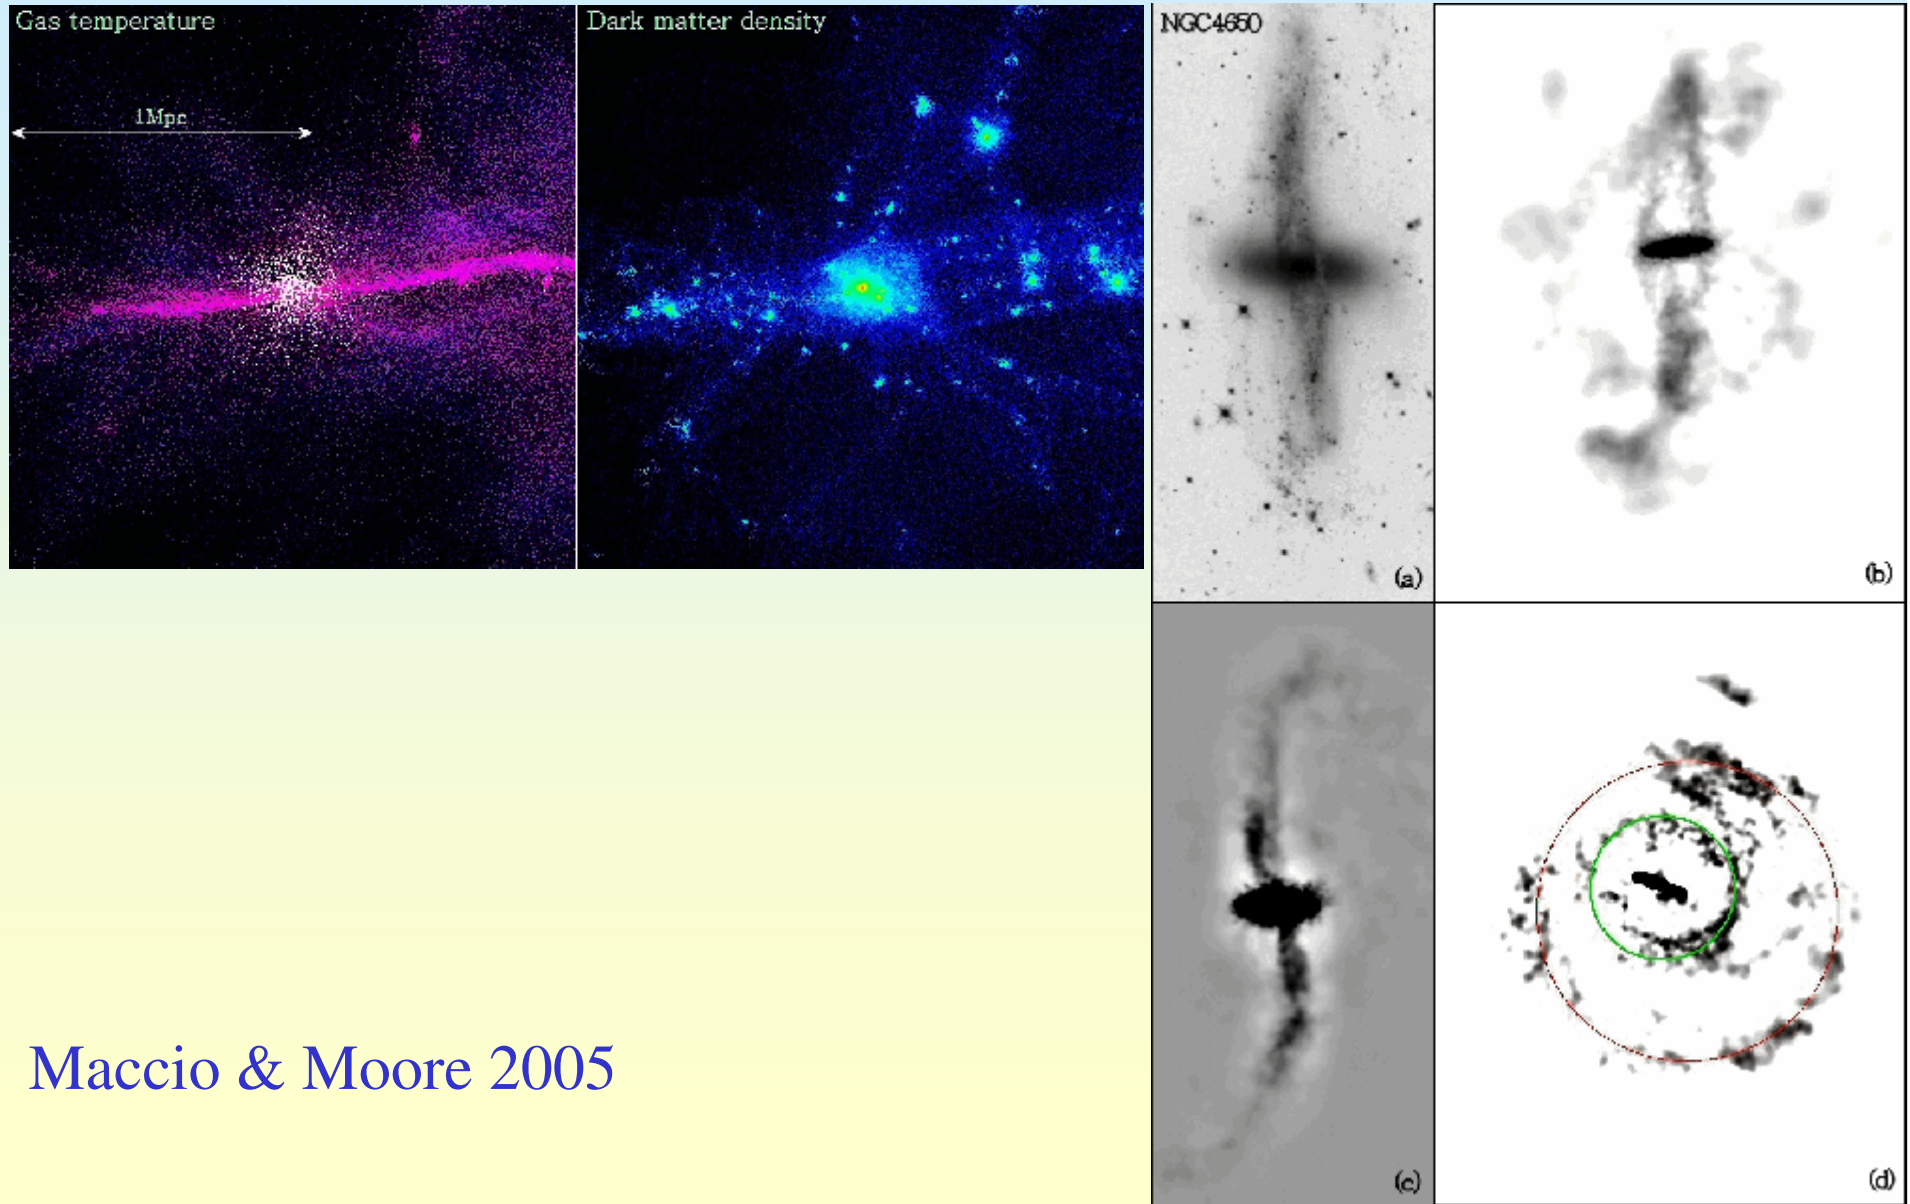 Gas temperature
1Mpc
Dark matter density
NGC4650
(a)
(b)
(c)
(d)
Maccio & Moore 2005